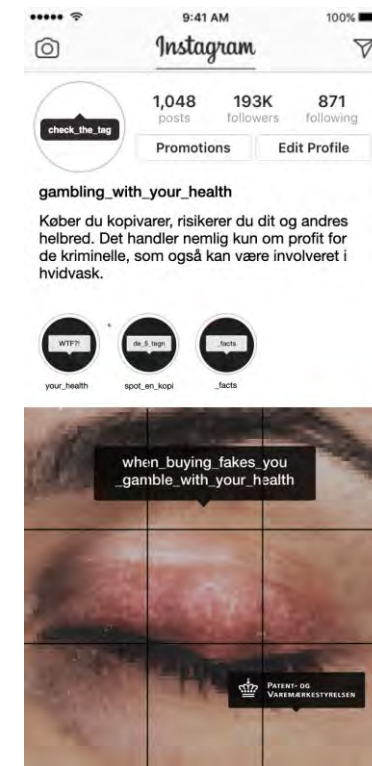 9:41 AM
100%
Instagram
check_the_tag
1,048 193K 871
posts followers following
Promotions Edit Profile
gambling_with_your_health
Køber du kopivarer, risikerer du dit og andres
helbred. Det handler nemlig kun om profit for
de kriminelle, som også kan være involveret i
hvidvask.
WTF?! de_5_tegn _facts
your_health spot_en_kopi _facts
when_buying_fakes_you
_gamble_with_your_health
PATENT- OG
VAREMÆRKESTYRELSEN